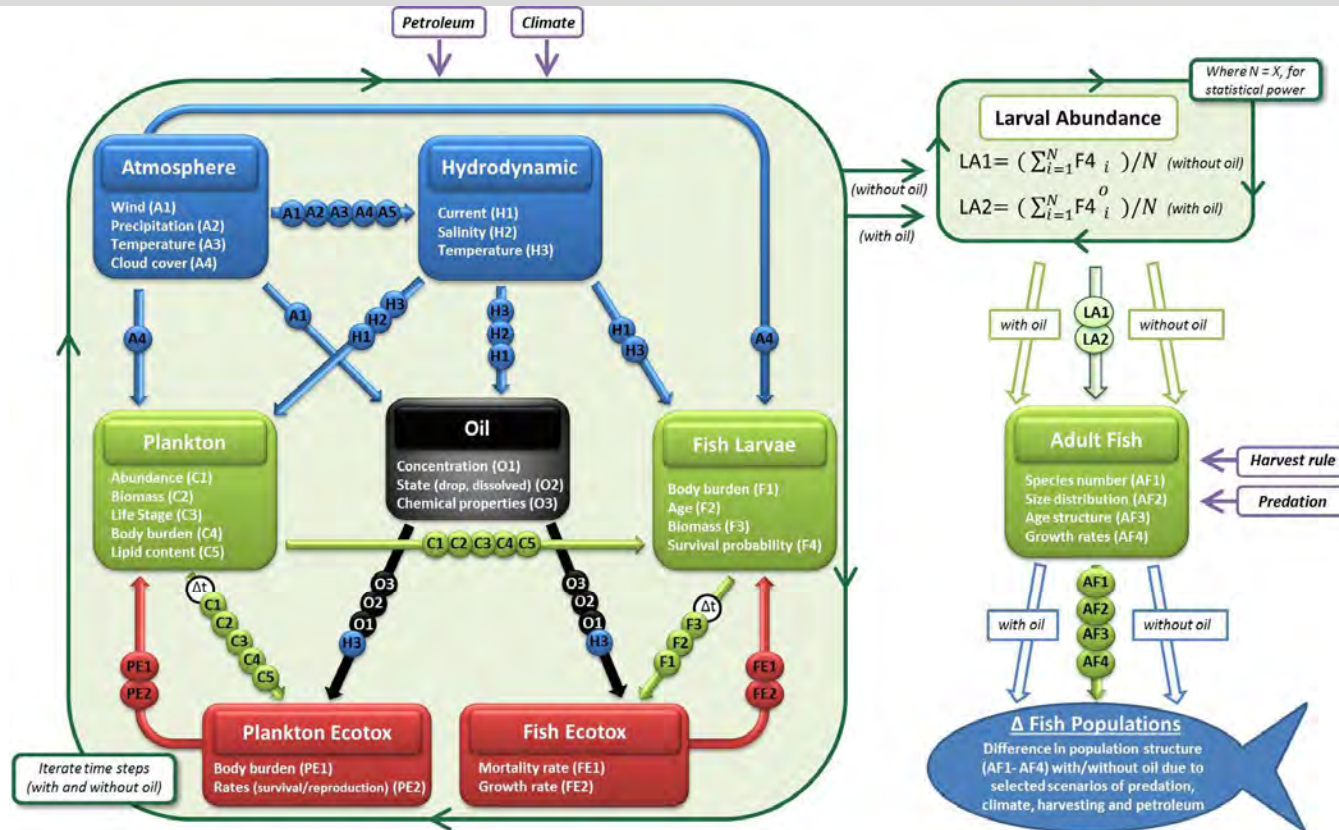 Petroleum
Climate
Where N = X, for
statistical power
Larval Abundance
LA1= ( ∑_{i=1}^{N} F4 _i )/N (without oil)
LA2= ( ∑_{i=1}^{N} F4 _i^O )/N (with oil)
(without oil)
(with oil)
Atmosphere
Wind (A1)
Precipitation (A2)
Temperature (A3)
Cloud cover (A4)
A1 A2 A3 A4 A5
Hydrodynamic
Current (H1)
Salinity (H2)
Temperature (H3)
A4
A1
H3
H2
H1
H3
H2
H1
H1
H3
A4
with oil
LA1
LA2
without oil
Plankton
Abundance (C1)
Biomass (C2)
Life Stage (C3)
Body burden (C4)
Lipid content (C5)
Oil
Concentration (O1)
State (drop, dissolved) (O2)
Chemical properties (O3)
Fish Larvae
Body burden (F1)
Age (F2)
Biomass (F3)
Survival probability (F4)
C1 C2 C3 C4 C5
Adult Fish
Species number (AF1)
Size distribution (AF2)
Age structure (AF3)
Growth rates (AF4)
Harvest rule
Predation
Δt
C1
C2
C3
C4
C5
O3
O2
O1
H3
O3
O2
O1
H3
Δt
F3
F2
F1
PE1
PE2
FE1
FE2
with oil
AF1
AF2
AF3
AF4
without oil
Plankton Ecotox
Body burden (PE1)
Rates (survival/reproduction) (PE2)
Fish Ecotox
Mortality rate (FE1)
Growth rate (FE2)
Iterate time steps
(with and without oil)
Δ Fish Populations
Difference in population structure
(AF1- AF4) with/without oil due to
selected scenarios of predation,
climate, harvesting and petroleum